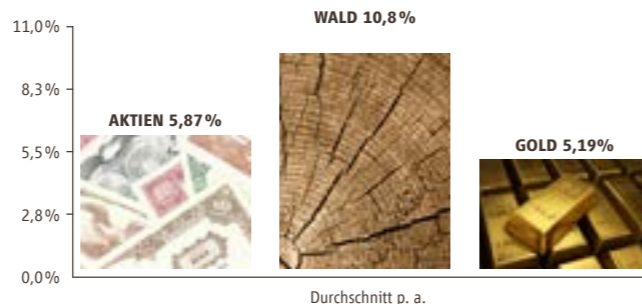 WALD 10,8%
11,0%
8,3%
AKTIEN 5,87%
5,5%
GOLD 5,19%
2,8%
0,0%
Durchschnitt p. a.